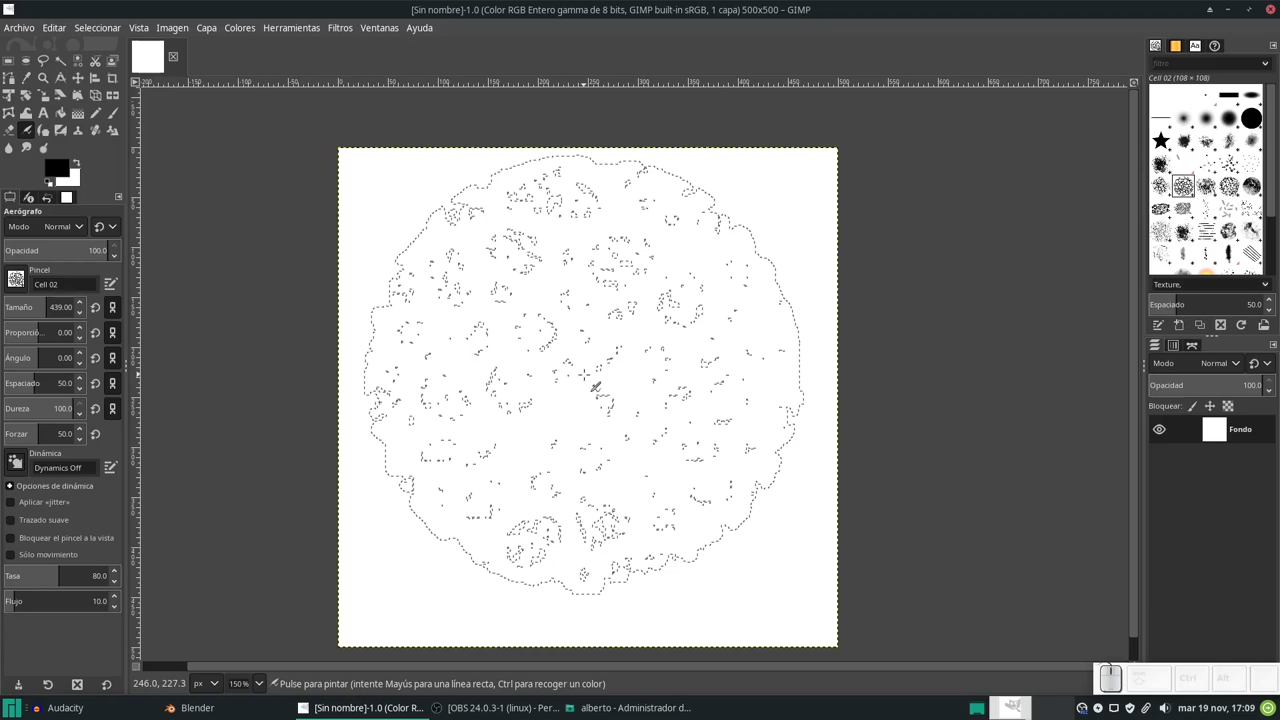 [Sin nombre]-1.0 (Color RGB Entero gamma de 8 bits, GIMP built-in sRGB, 1 capa) 500x500 – GIMP
Archivo Editar Seleccionar Vista Imagen Capa Colores Herramientas Filtros Ventanas Ayuda
filtro
Cell 02 (108 × 108)
Aerógrafo
Modo Normal
Opacidad 100.0
Pincel
Cell 02
Tamaño 439.00
Proporció... 0.00
Ángulo 0.00
Espaciado 50.0
Dureza 100.0
Forzar 50.0
Dinámica
Dynamics Off
Opciones de dinámica
Aplicar «jitter»
Trazado suave
Bloquear el pincel a la vista
Sólo movimiento
Tasa 80.0
Flujo 10.0
Texture,
Espaciado 50.0
Modo Normal
Opacidad 100.0
Bloquear:
Fondo
246.0, 227.3 px 150 % Pulse para pintar (intente Mayús para una línea recta, Ctrl para recoger un color)
Ctrl Alt
Audacity Blender [Sin nombre]-1.0 (Color R... [OBS 24.0.3-1 (linux) - Per... alberto - Administrador d... mar 19 nov, 17:09